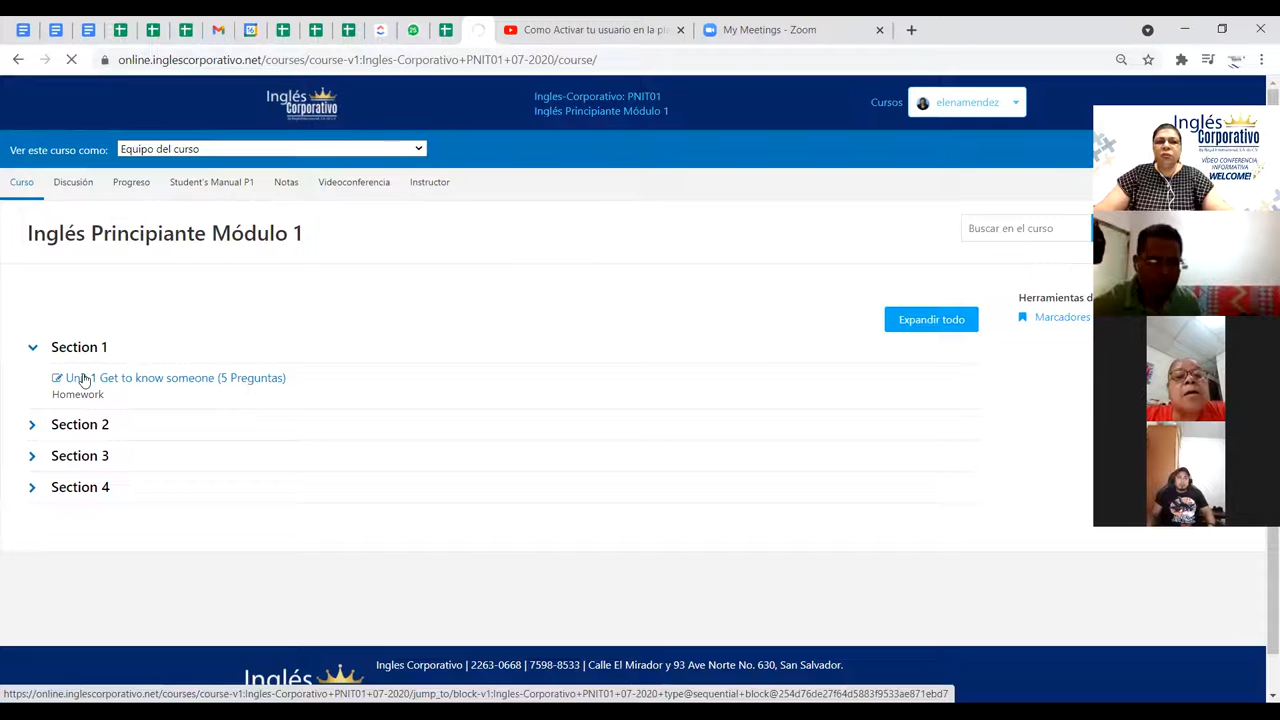 16
25
Como Activar tu usuario en la pl
My Meetings - Zoom
online.inglescorporativo.net/courses/course-v1:Ingles-Corporativo+PNIT01+07-2020/course/
Inglés
Corporativo
Ingles-Corporativo: PNIT01
Inglés Principiante Módulo 1
Cursos
elenamendez
Ver este curso como:
Equipo del curso
Curso
Discusión
Progreso
Student's Manual P1
Notas
Videoconferencia
Instructor
Inglés
Corporativo
VÍDEO CONFERENCIA
INFORMATIVA
WELCOME!
Inglés Principiante Módulo 1
Buscar en el curso
Herramientas d
Marcadores
Expandir todo
Section 1
Unit 1 Get to know someone (5 Preguntas)
Homework
Section 2
Section 3
Section 4
Inglés
Ingles Corporativo | 2263-0668 | 7598-8533 | Calle El Mirador y 93 Ave Norte No. 630, San Salvador.
https://online.inglescorporativo.net/courses/course-v1:Ingles-Corporativo+PNIT01+07-2020/jump_to/block-v1:Ingles-Corporativo+PNIT01+07-2020+type@sequential+block@254d76de27f64d5883f9533ae871ebd7